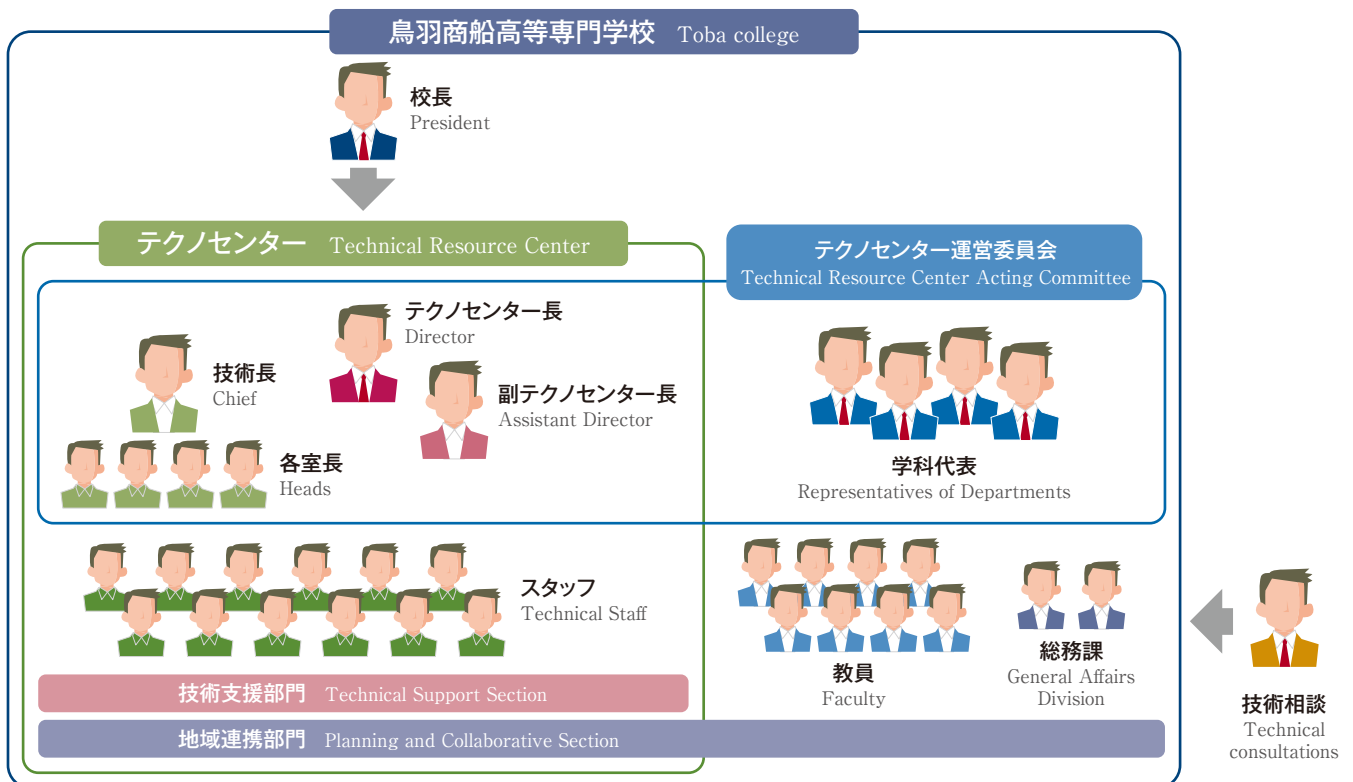 鳥羽商船高等専門学校 Toba college
校長
President
テクノセンター Technical Resource Center
テクノセンター運営委員会
Technical Resource Center Acting Committee
テクノセンター長
Director
技術長
Chief
副テクノセンター長
Assistant Director
各室長
Heads
学科代表
Representatives of Departments
スタッフ
Technical Staff
教員
Faculty
総務課
General Affairs
Division
技術相談
Technical
consultations
技術支援部門 Technical Support Section
地域連携部門 Planning and Collaborative Section